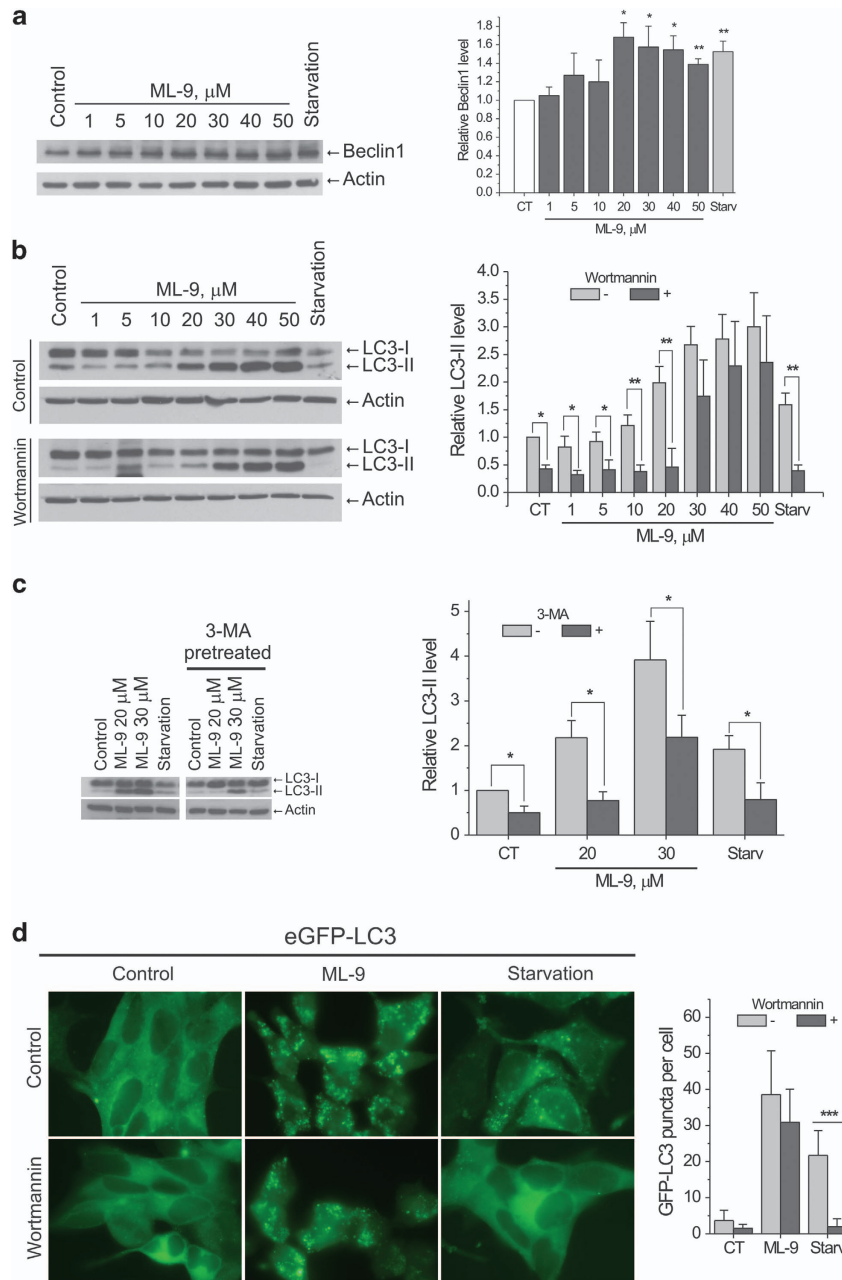 a
Control
ML-9, μM
1 5 10 20 30 40 50
Starvation
←Beclin1
←Actin
Relative Beclin1 level
1.8
1.6
1.4
1.2
1.0
0.8
0.6
0.4
0.2
0.0
* * * ** **
CT 1 5 10 20 30 40 50 Starv
ML-9, μM
b
Control
ML-9, μM
1 5 10 20 30 40 50
Starvation
Control
←LC3-I
←LC3-II
←Actin
Wortmannin
←LC3-I
←LC3-II
←Actin
Relative LC3-II level
4.0
3.5
3.0
2.5
2.0
1.5
1.0
0.5
0.0
Wortmannin
- +
* * * ** ** **
CT 1 5 10 20 30 40 50 Starv
ML-9, μM
c
3-MA
pretreated
Control
ML-9 20 μM
ML-9 30 μM
Starvation
Control
ML-9 20 μM
ML-9 30 μM
Starvation
←LC3-I
←LC3-II
←Actin
Relative LC3-II level
5
4
3
2
1
0
3-MA
- +
* * * *
CT 20 30 Starv
ML-9, μM
d
eGFP-LC3
Control ML-9 Starvation
Control
Wortmannin
GFP-LC3 puncta per cell
60
50
40
30
20
10
0
Wortmannin
- +
***
CT ML-9 Starv